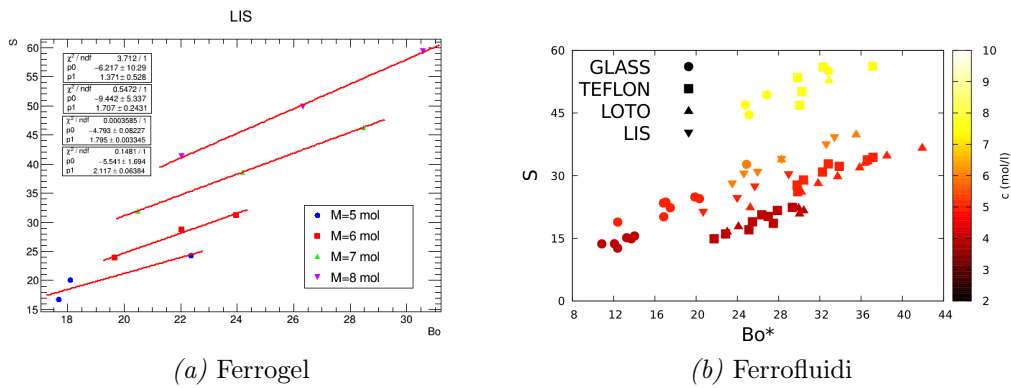 LIS
S
60
55
50
45
40
35
30
25
20
15
χ² / ndf 3.712 / 1
p0 −6.217 ± 10.29
p1 1.371 ± 0.528
χ² / ndf 0.5472 / 1
p0 −9.442 ± 5.337
p1 1.707 ± 0.2431
χ² / ndf 0.0003585 / 1
p0 −4.793 ± 0.08227
p1 1.795 ± 0.003345
χ² / ndf 0.1481 / 1
p0 −5.541 ± 1.694
p1 2.117 ± 0.06384
M=5 mol
M=6 mol
M=7 mol
M=8 mol
18 20 22 24 26 28 30
Bo
(a) Ferrogel
60
45
30
15
0
S
GLASS
TEFLON
LOTO
LIS
8 12 16 20 24 28 32 36 40 44
Bo*
10
9
8
7
6
5
4
3
2
c (mol/l)
(b) Ferrofluidi